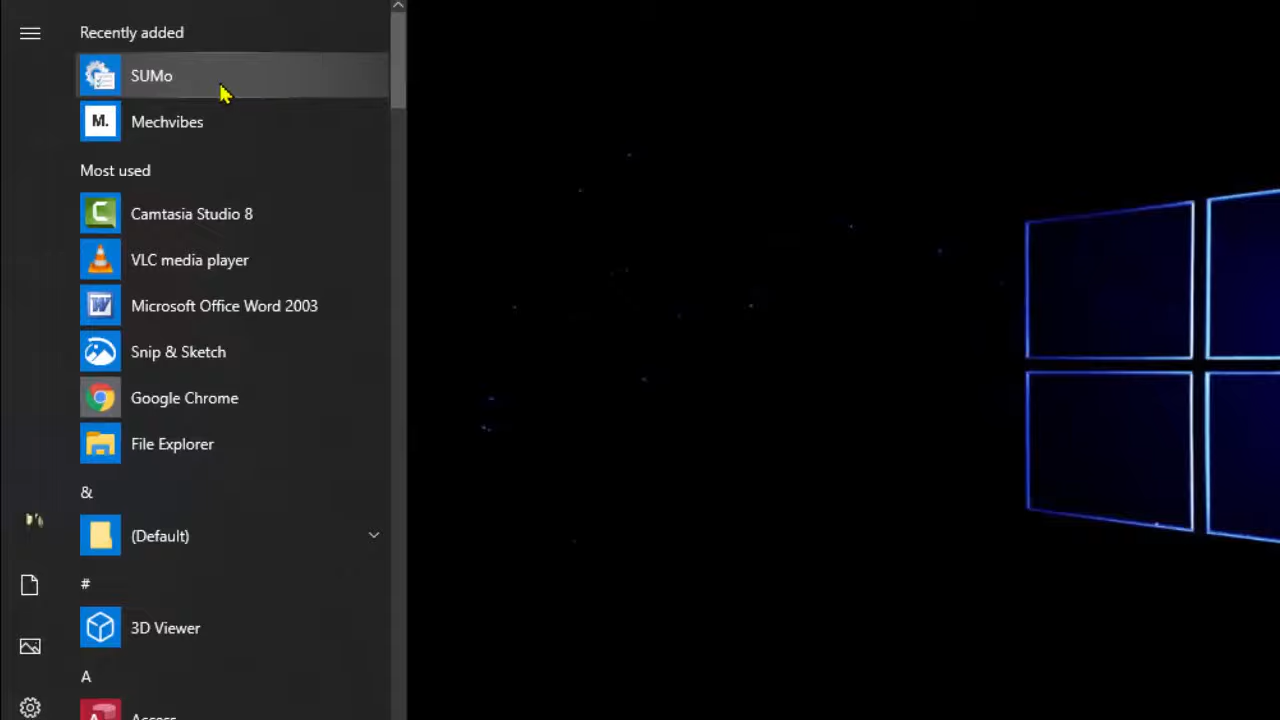 Recently added
SUMo
M.
Mechvibes
Most used
Camtasia Studio 8
VLC media player
Microsoft Office Word 2003
Snip & Sketch
Google Chrome
File Explorer
&
(Default)
#
3D Viewer
A
Access